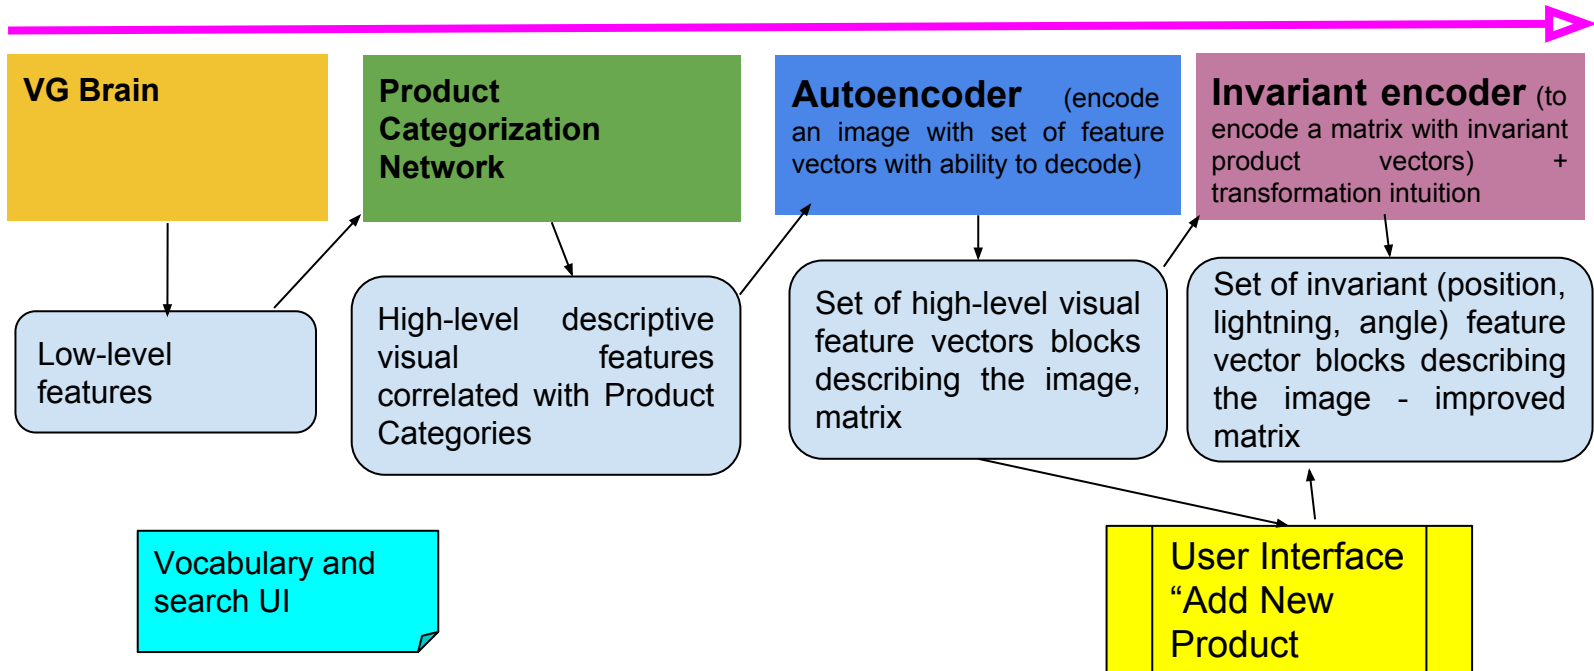 VG Brain
Product
Categorization
Network
Autoencoder (encode
an image with set of feature
vectors with ability to decode)
Invariant encoder (to
encode a matrix with invariant
product vectors) +
transformation intuition
Low-level
features
High-level descriptive
visual features
correlated with Product
Categories
Set of high-level visual
feature vectors blocks
describing the image,
matrix
Set of invariant (position,
lightning, angle) feature
vector blocks describing
the image - improved
matrix
Vocabulary and
search UI
User Interface
“Add New
Product